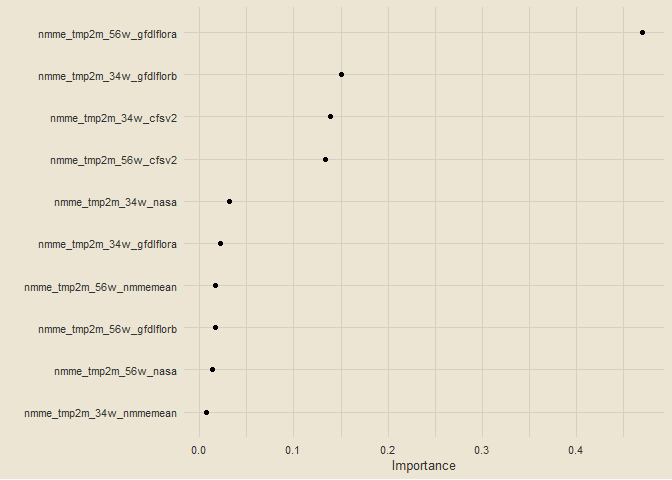 nmme_tmp2m_56w_gfdlflora
nmme_tmp2m_34w_gfdlflorb
nmme_tmp2m_34w_cfsv2
nmme_tmp2m_56w_cfsv2
nmme_tmp2m_34w_nasa
nmme_tmp2m_34w_gfdlflora
nmme_tmp2m_56w_nmmemean
nmme_tmp2m_56w_gfdlflorb
nmme_tmp2m_56w_nasa
nmme_tmp2m_34w_nmmemean
0.0 0.1 0.2 0.3 0.4
Importance